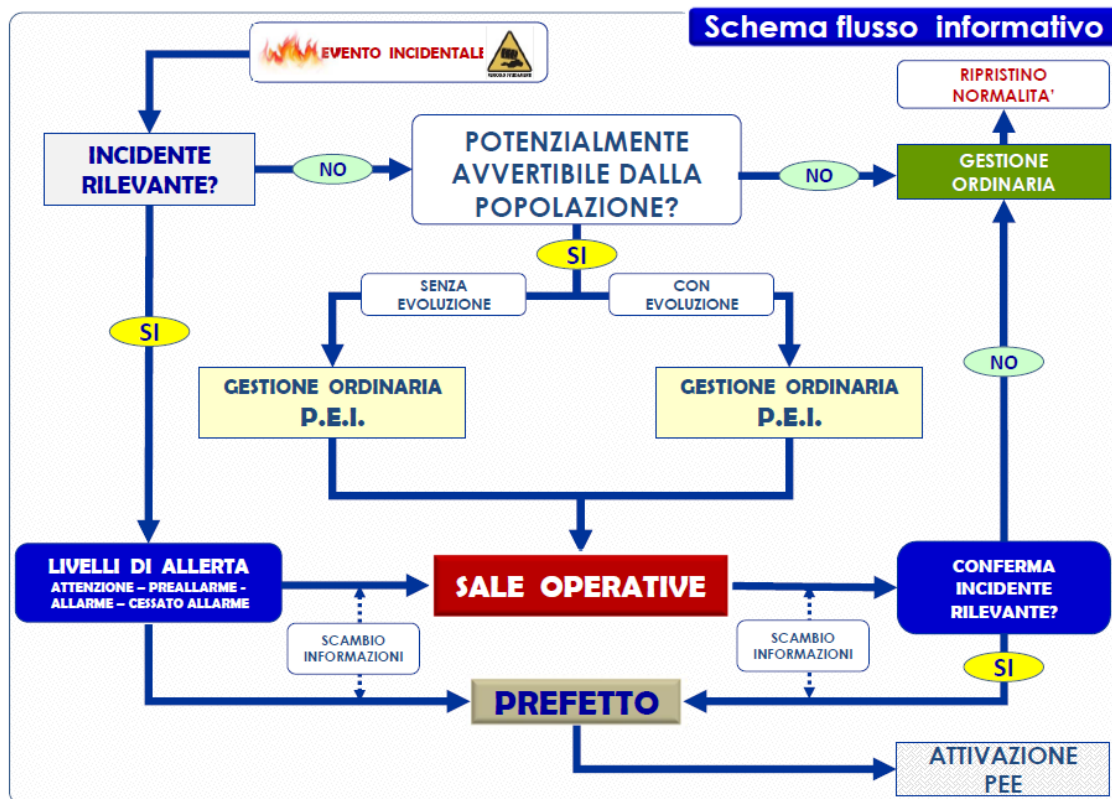 Schema flusso informativo
EVENTO INCIDENTALE
RIPRISTINO
NORMALITA'
INCIDENTE
RILEVANTE?
NO
POTENZIALMENTE
AVVERTIBILE DALLA
POPOLAZIONE?
NO
GESTIONE
ORDINARIA
SI
SENZA
EVOLUZIONE
CON
EVOLUZIONE
SI
NO
GESTIONE ORDINARIA
P.E.I.
GESTIONE ORDINARIA
P.E.I.
LIVELLI DI ALLERTA
ATTENZIONE – PREALLARME -
ALLARME – CESSATO ALLARME
SALE OPERATIVE
CONFERMA
INCIDENTE
RILEVANTE?
SCAMBIO
INFORMAZIONI
SCAMBIO
INFORMAZIONI
SI
PREFETTO
ATTIVAZIONE
PEE